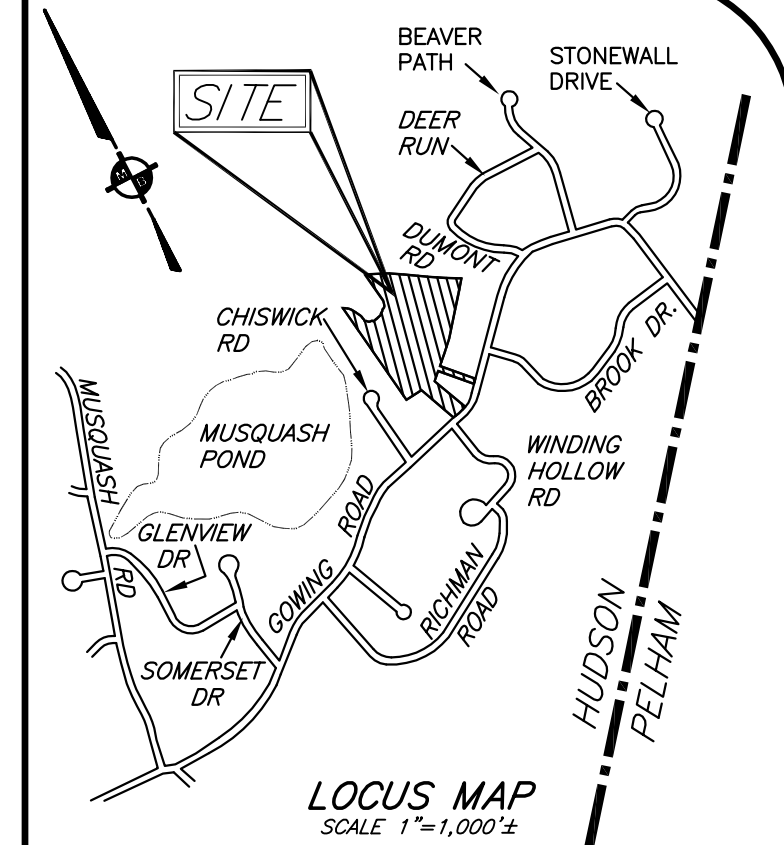 BEAVER
PATH
STONEWALL
DRIVE
SITE
DEER
RUN
DUMONT
RD
CHISWICK
RD
BROOK DR.
MUSQUASH
RD
MUSQUASH
POND
WINDING
HOLLOW
RD
GLENVIEW
DR
GOWING ROAD
RICHMAN
ROAD
SOMERSET
DR
HUDSON
PELHAM
M
B
LOCUS MAP
SCALE 1"=1,000'±